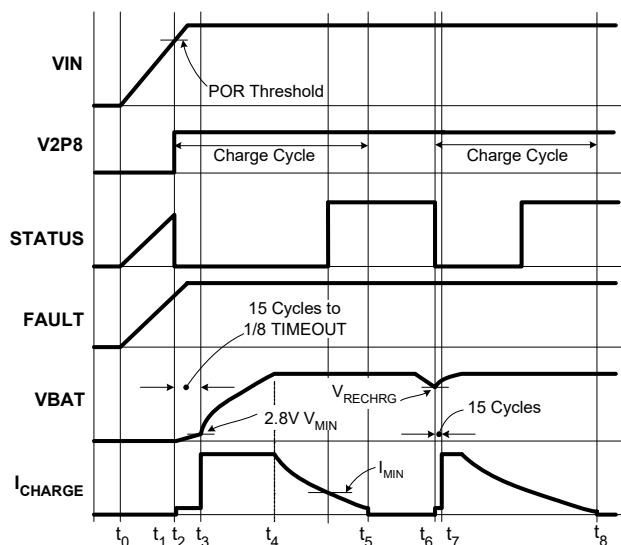 VIN
POR Threshold
V2P8
Charge Cycle
Charge Cycle
STATUS
FAULT
15 Cycles to
1/8 TIMEOUT
VBAT
VRECHRG
2.8V VMIN
15 Cycles
ICHARGE
IMIN
t0 t1 t2 t3 t4 t5 t6 t7 t8